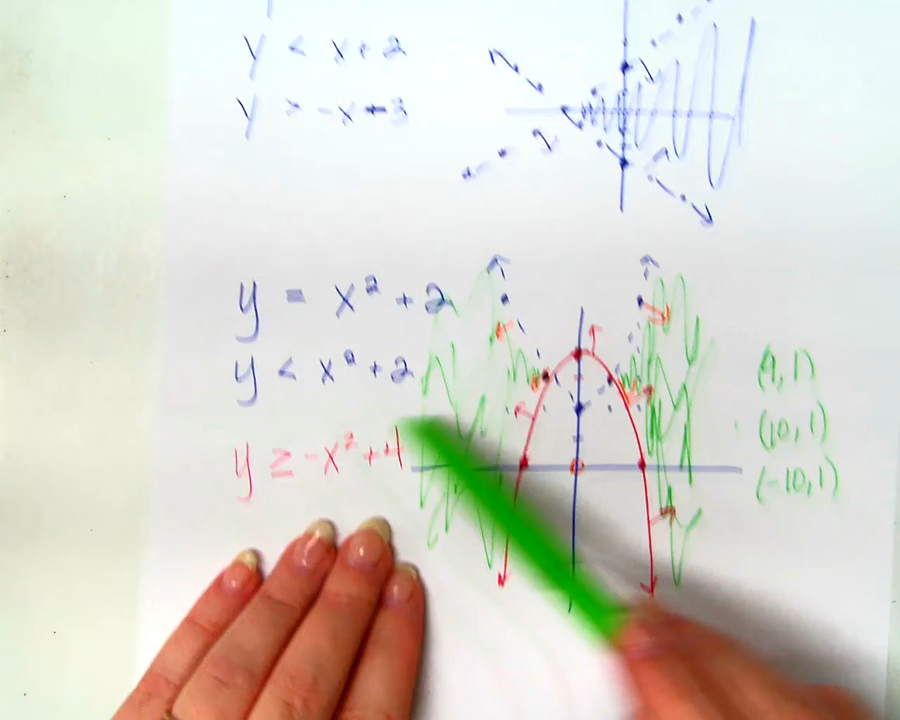 y < x + 2
y > -x - 3
y = x² + 2
y < x² + 2
y ≥ -x² + 4
(9,1)
(10,1)
(-10,1)